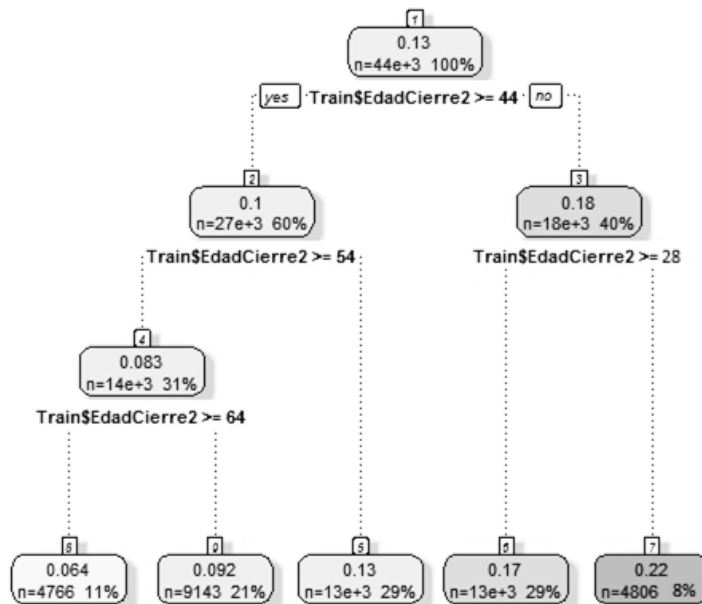 1
0.13
n=44e+3 100%
yes Train$EdadCierre2 >= 44 no
2
0.1
n=27e+3 60%
3
0.18
n=18e+3 40%
Train$EdadCierre2 >= 54
Train$EdadCierre2 >= 28
4
0.083
n=14e+3 31%
Train$EdadCierre2 >= 64
8
0.064
n=4766 11%
9
0.092
n=9143 21%
5
0.13
n=13e+3 29%
6
0.17
n=13e+3 29%
7
0.22
n=4806 8%